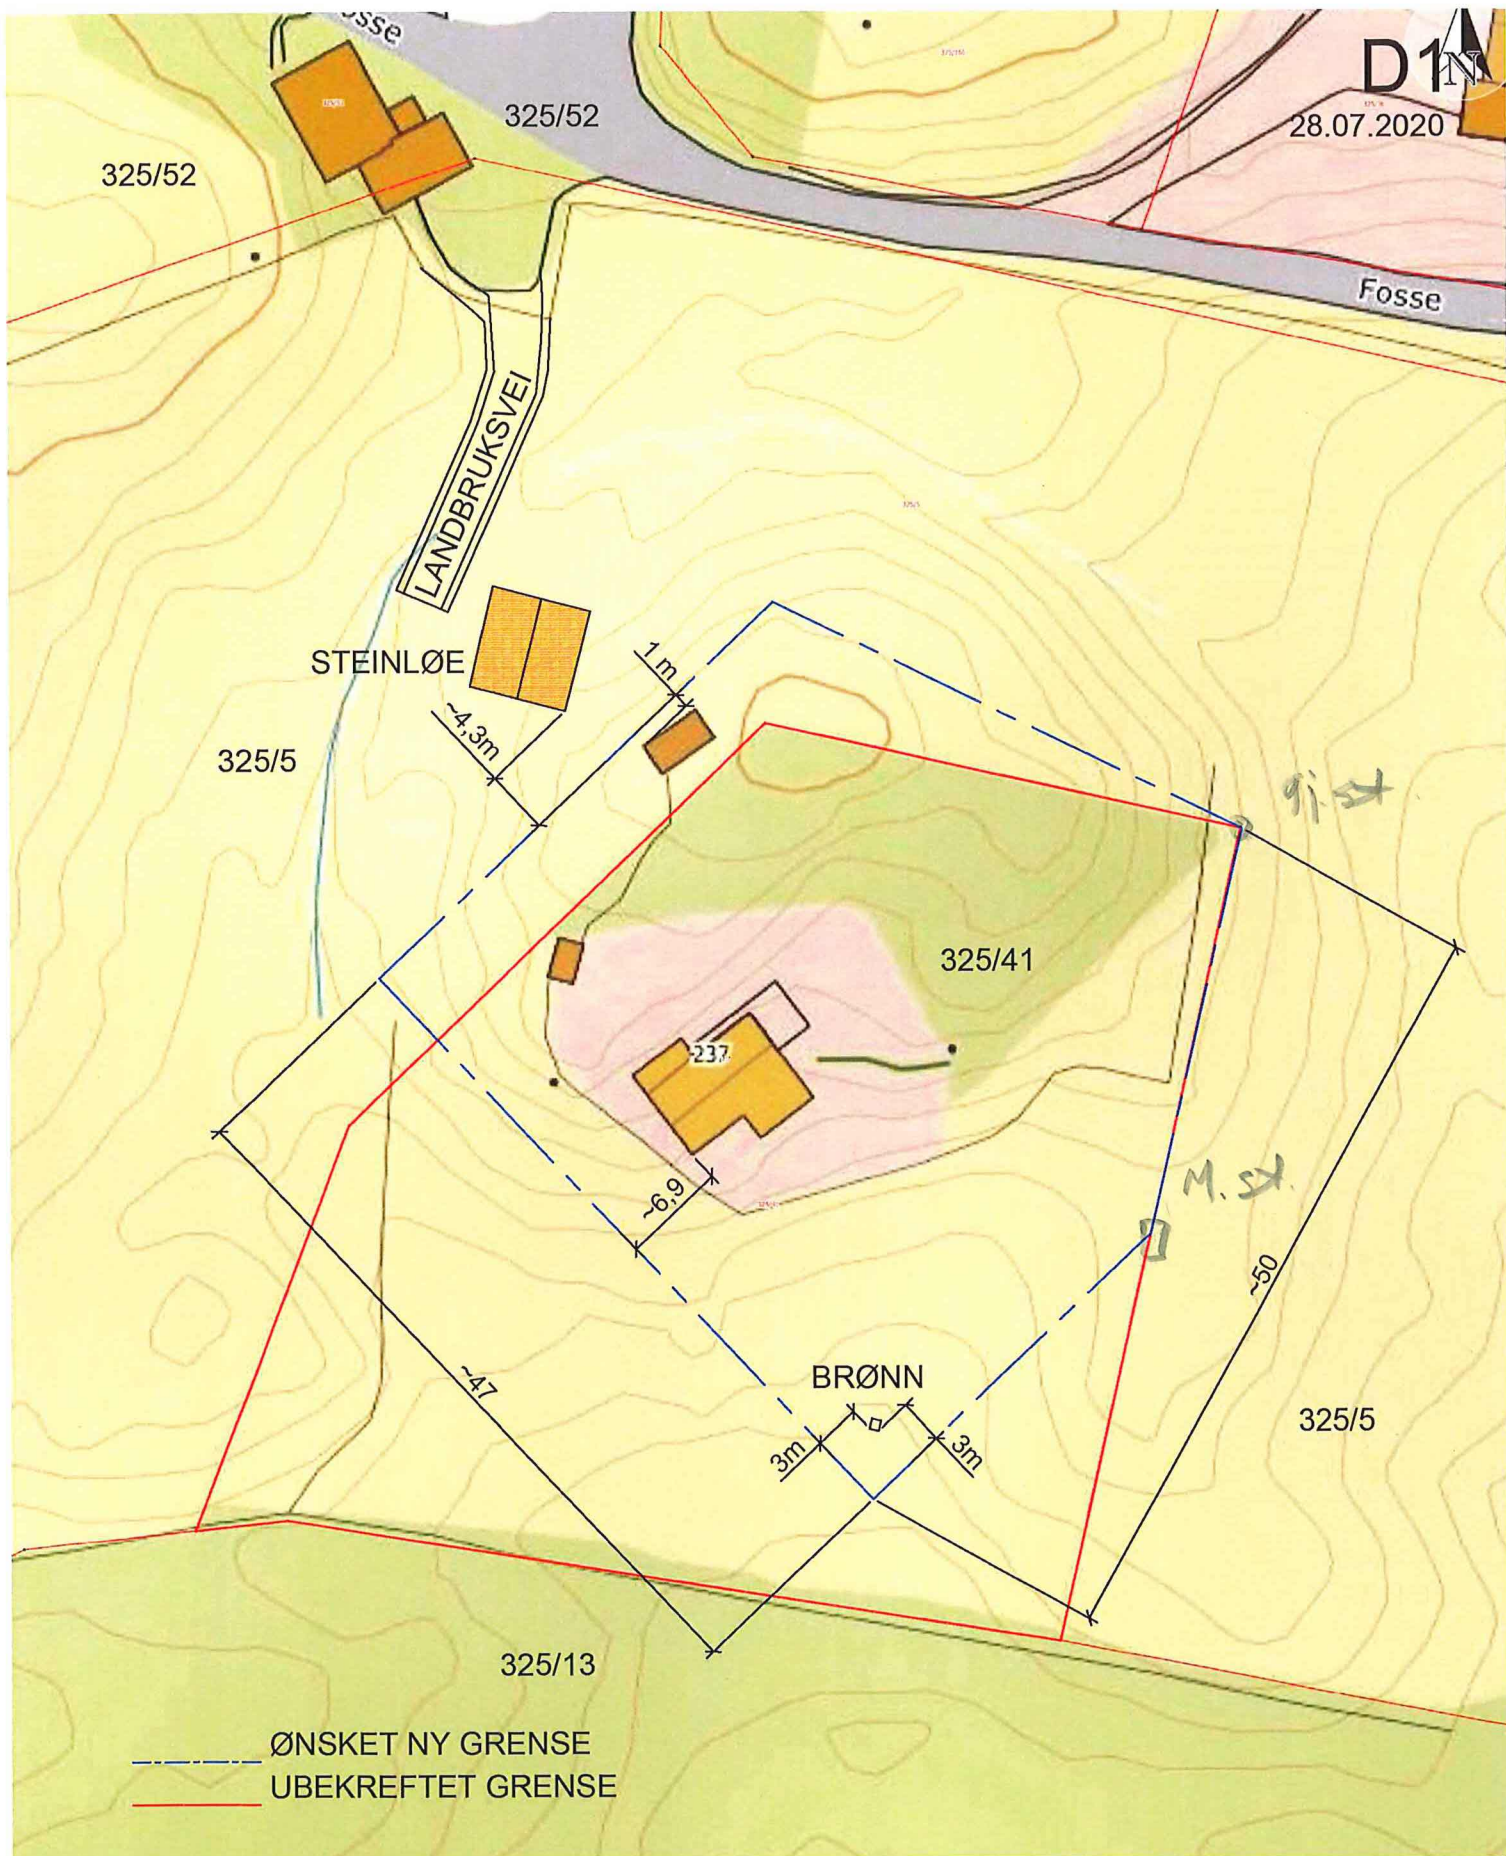 325/52
D1
N
28.07.2020
325/52
Fosse
LANDBRUKSVEI
STEINLØE
1 m
~4,3m
325/5
gj. st.
325/41
237
~6,9
M. st.
~50
~47
BRØNN
3m
3m
325/5
325/13
ØNSKET NY GRENSE
UBEKREFTET GRENSE